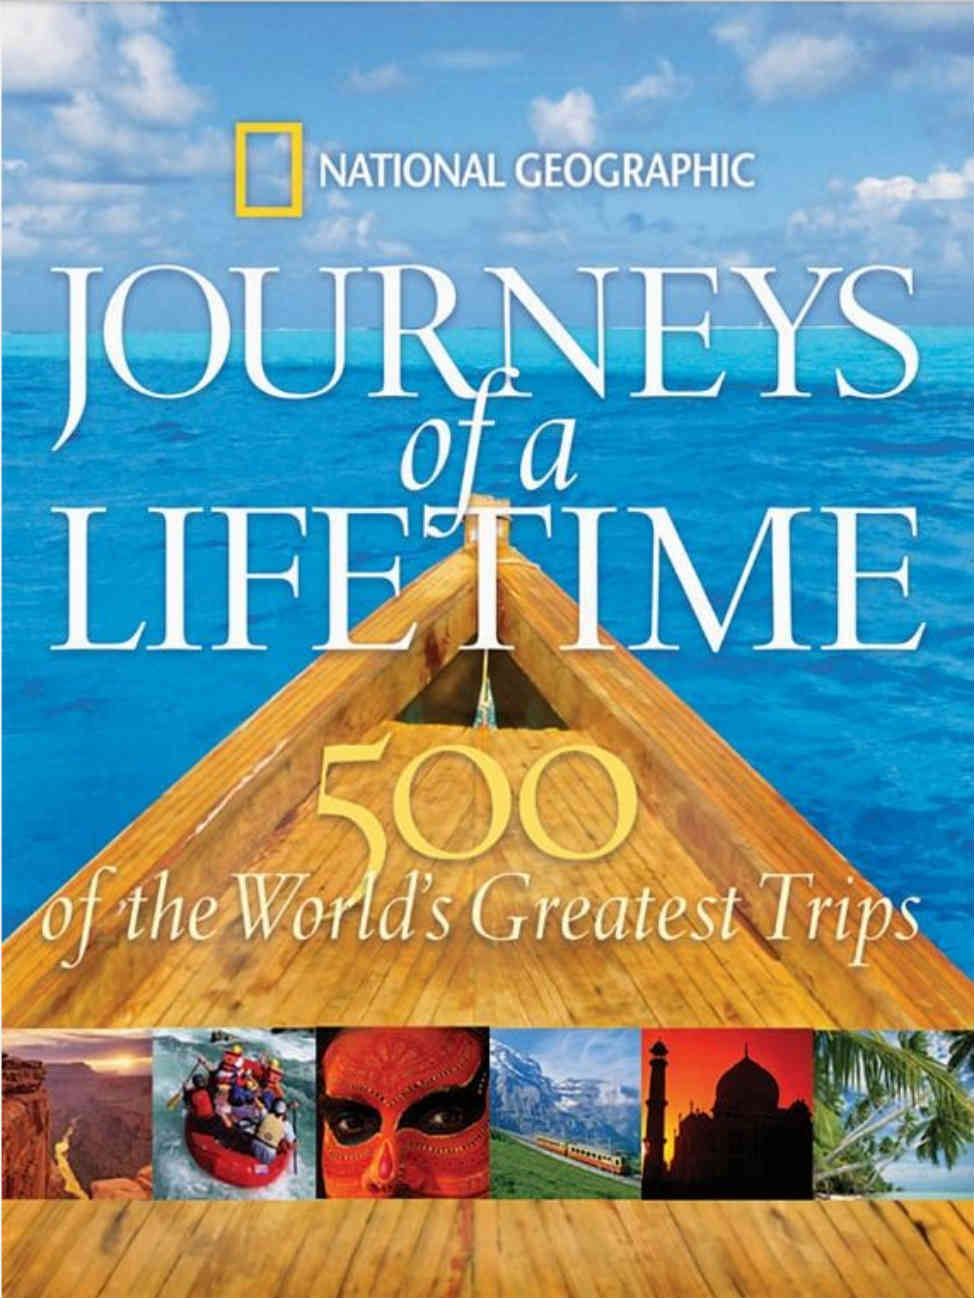 NATIONAL GEOGRAPHIC
JOURNEYS
of a
LIFETIME
500
of the World's Greatest Trips